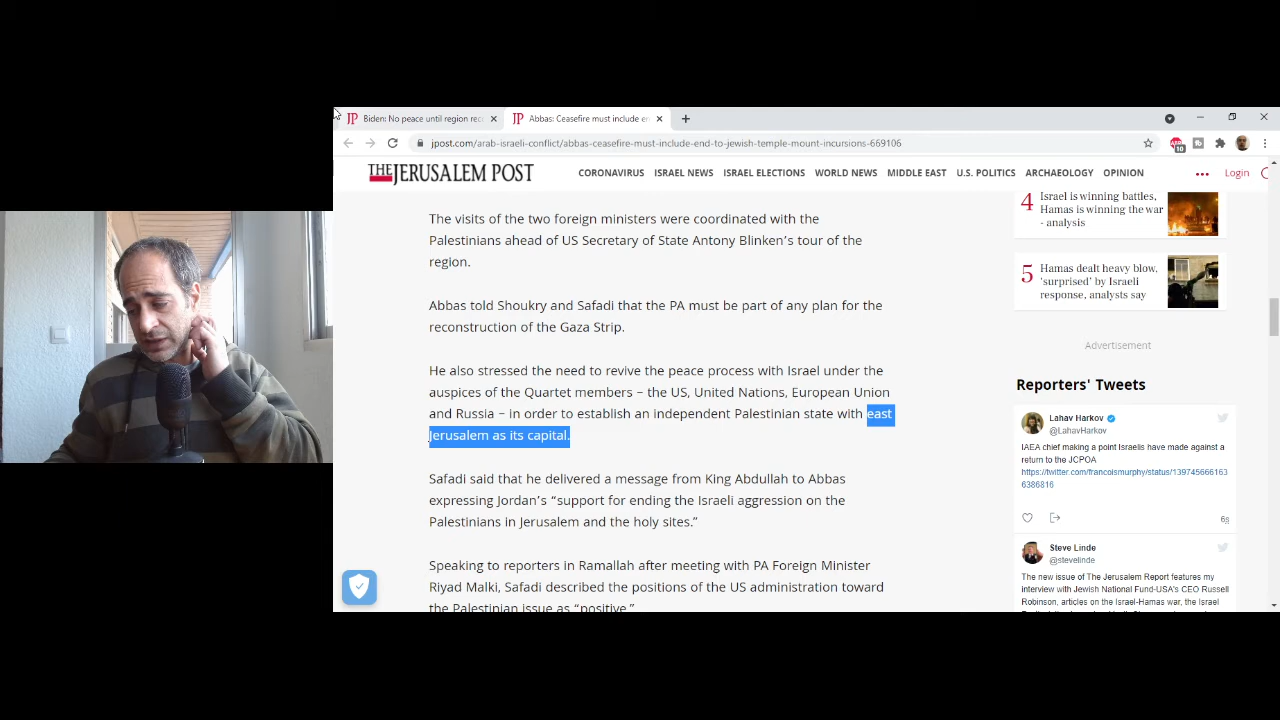 Biden: No peace until region rec
Abbas: Ceasefire must include en
jpost.com/arab-israeli-conflict/abbas-ceasefire-must-include-end-to-jewish-temple-mount-incursions-669106
10
THE JERUSALEM POST
CORONAVIRUS ISRAEL NEWS ISRAEL ELECTIONS WORLD NEWS MIDDLE EAST U.S. POLITICS ARCHAEOLOGY OPINION
Login
The visits of the two foreign ministers were coordinated with the
Palestinians ahead of US Secretary of State Antony Blinken’s tour of the
region.
Abbas told Shoukry and Safadi that the PA must be part of any plan for the
reconstruction of the Gaza Strip.
He also stressed the need to revive the peace process with Israel under the
auspices of the Quartet members – the US, United Nations, European Union
and Russia – in order to establish an independent Palestinian state with east
Jerusalem as its capital.
Safadi said that he delivered a message from King Abdullah to Abbas
expressing Jordan’s “support for ending the Israeli aggression on the
Palestinians in Jerusalem and the holy sites.”
Speaking to reporters in Ramallah after meeting with PA Foreign Minister
Riyad Malki, Safadi described the positions of the US administration toward
the Palestinian issue as “positive.”
4
Israel is winning battles,
Hamas is winning the war
- analysis
5
Hamas dealt heavy blow,
‘surprised’ by Israeli
response, analysts say
Advertisement
Reporters' Tweets
Lahav Harkov
@LahavHarkov
IAEA chief making a point Israelis have made against a
return to the JCPOA
https://twitter.com/francoismurphy/status/139745666163
6386816
6s
Steve Linde
@stevelinde
The new issue of The Jerusalem Report features my
interview with Jewish National Fund-USA's CEO Russell
Robinson, articles on the Israel-Hamas war, the Israel